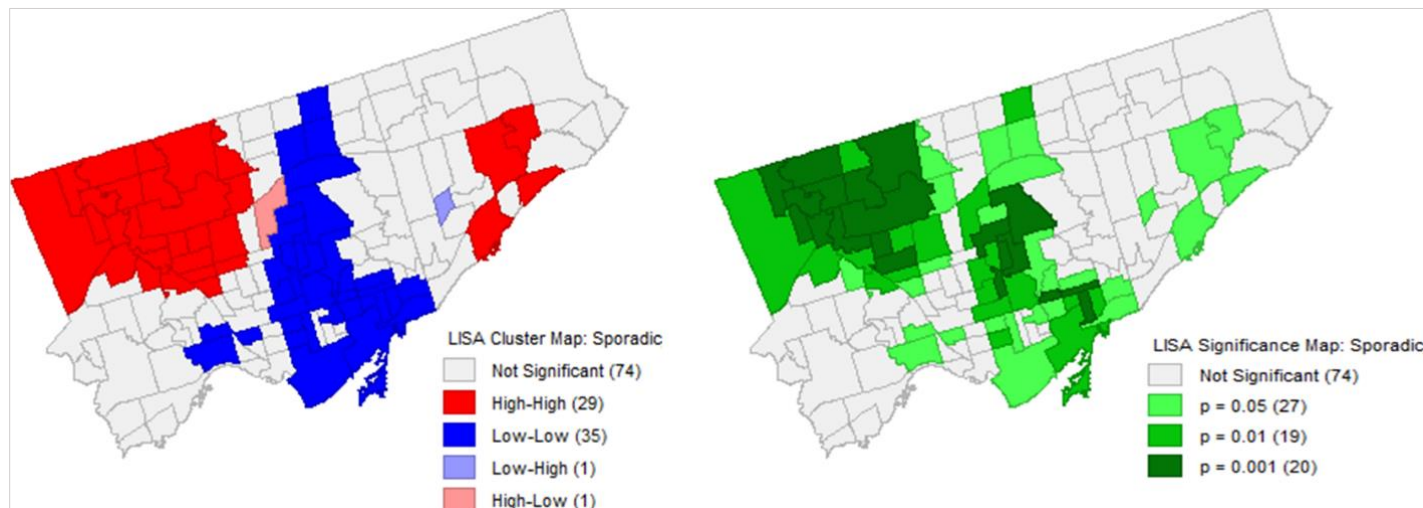 LISA Cluster Map: Sporadic
Not Significant (74)
High-High (29)
Low-Low (35)
Low-High (1)
High-Low (1)
LISA Significance Map: Sporadic
Not Significant (74)
p = 0.05 (27)
p = 0.01 (19)
p = 0.001 (20)